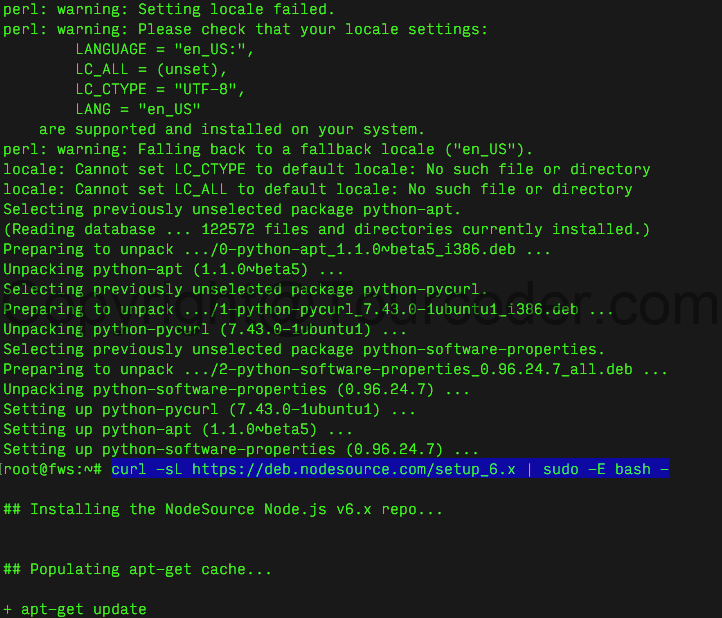 perl: warning: Setting locale failed.
perl: warning: Please check that your locale settings:
        LANGUAGE = "en_US:",
        LC_ALL = (unset),
        LC_CTYPE = "UTF-8",
        LANG = "en_US"
    are supported and installed on your system.
perl: warning: Falling back to a fallback locale ("en_US").
locale: Cannot set LC_CTYPE to default locale: No such file or directory
locale: Cannot set LC_ALL to default locale: No such file or directory
Selecting previously unselected package python-apt.
(Reading database ... 122572 files and directories currently installed.)
Preparing to unpack .../0-python-apt_1.1.0~beta5_i386.deb ...
Unpacking python-apt (1.1.0~beta5) ...
Selecting previously unselected package python-pycurl.
Preparing to unpack .../1-python-pycurl_7.43.0-1ubuntu1_i386.deb ...
Unpacking python-pycurl (7.43.0-1ubuntu1) ...
Selecting previously unselected package python-software-properties.
Preparing to unpack .../2-python-software-properties_0.96.24.7_all.deb ...
Unpacking python-software-properties (0.96.24.7) ...
Setting up python-pycurl (7.43.0-1ubuntu1) ...
Setting up python-apt (1.1.0~beta5) ...
Setting up python-software-properties (0.96.24.7) ...
root@fws:~# curl -sL https://deb.nodesource.com/setup_6.x | sudo -E bash -
## Installing the NodeSource Node.js v6.x repo...
## Populating apt-get cache...
+ apt-get update